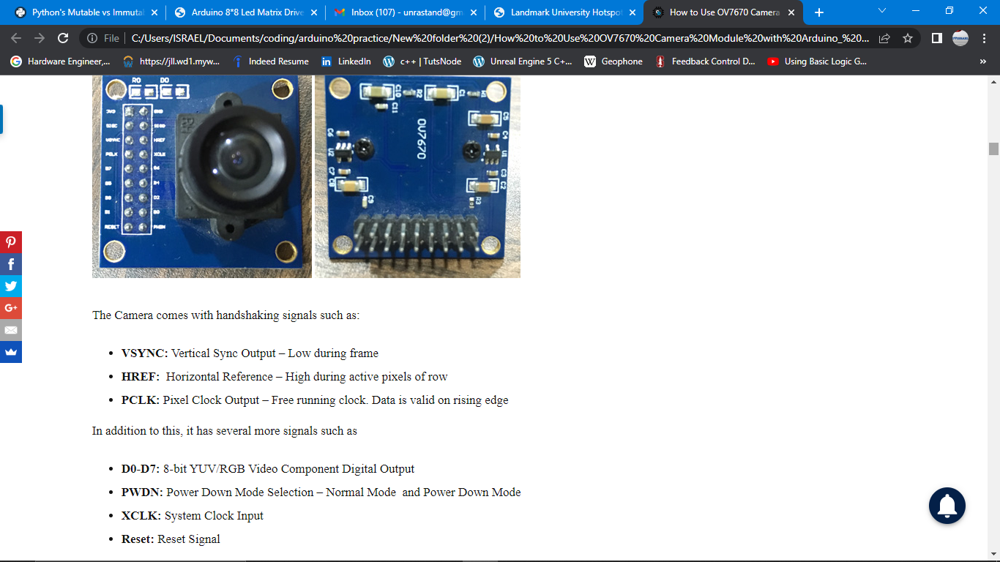 Python's Mutable vs Immutal
Arduino 8*8 Led Matrix Drive
Inbox (107) - unrastand@gm
Landmark University Hotspot
How to Use OV7670 Camera
File
C:/Users/ISRAEL/Documents/coding/arduino%20practice/New%20folder%20(2)/How%20to%20Use%20OV7670%20Camera%20Module%20with%20Arduino_%20...
Hardware Engineer,...
https://jll.wd1.myw...
Indeed Resume
LinkedIn
c++ | TutsNode
Unreal Engine 5 C+...
Geophone
Feedback Control D...
Using Basic Logic G...
»
R0 D0
3V3 GND
SIOC SIOD
VSYNC HREF
PCLK XCLK
D7 D6
D5 D4
D3 D2
D1 D0
RESET PWDN
C10
R2
C1
C11
C5
C6
C4
OV7670
U2
U1
C7
C3
C8
C2
C9
R3
The Camera comes with handshaking signals such as:
• VSYNC: Vertical Sync Output – Low during frame
• HREF:  Horizontal Reference – High during active pixels of row
• PCLK: Pixel Clock Output – Free running clock. Data is valid on rising edge
In addition to this, it has several more signals such as
• D0-D7: 8-bit YUV/RGB Video Component Digital Output
• PWDN: Power Down Mode Selection – Normal Mode  and Power Down Mode
• XCLK: System Clock Input
• Reset: Reset Signal
G+